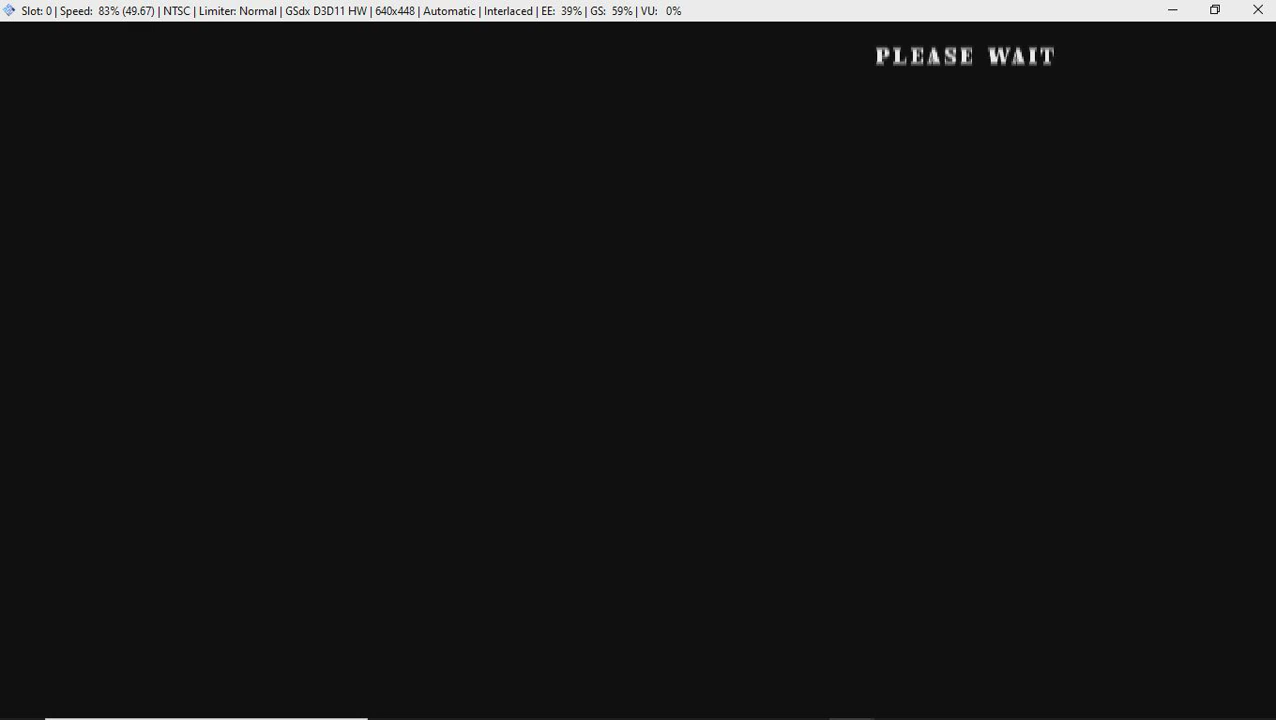 Slot: 0 | Speed: 83% (49.67) | NTSC | Limiter: Normal | GSdx D3D11 HW | 640x448 | Automatic | Interlaced | EE: 39% | GS: 59% | VU: 0%
PLEASE WAIT